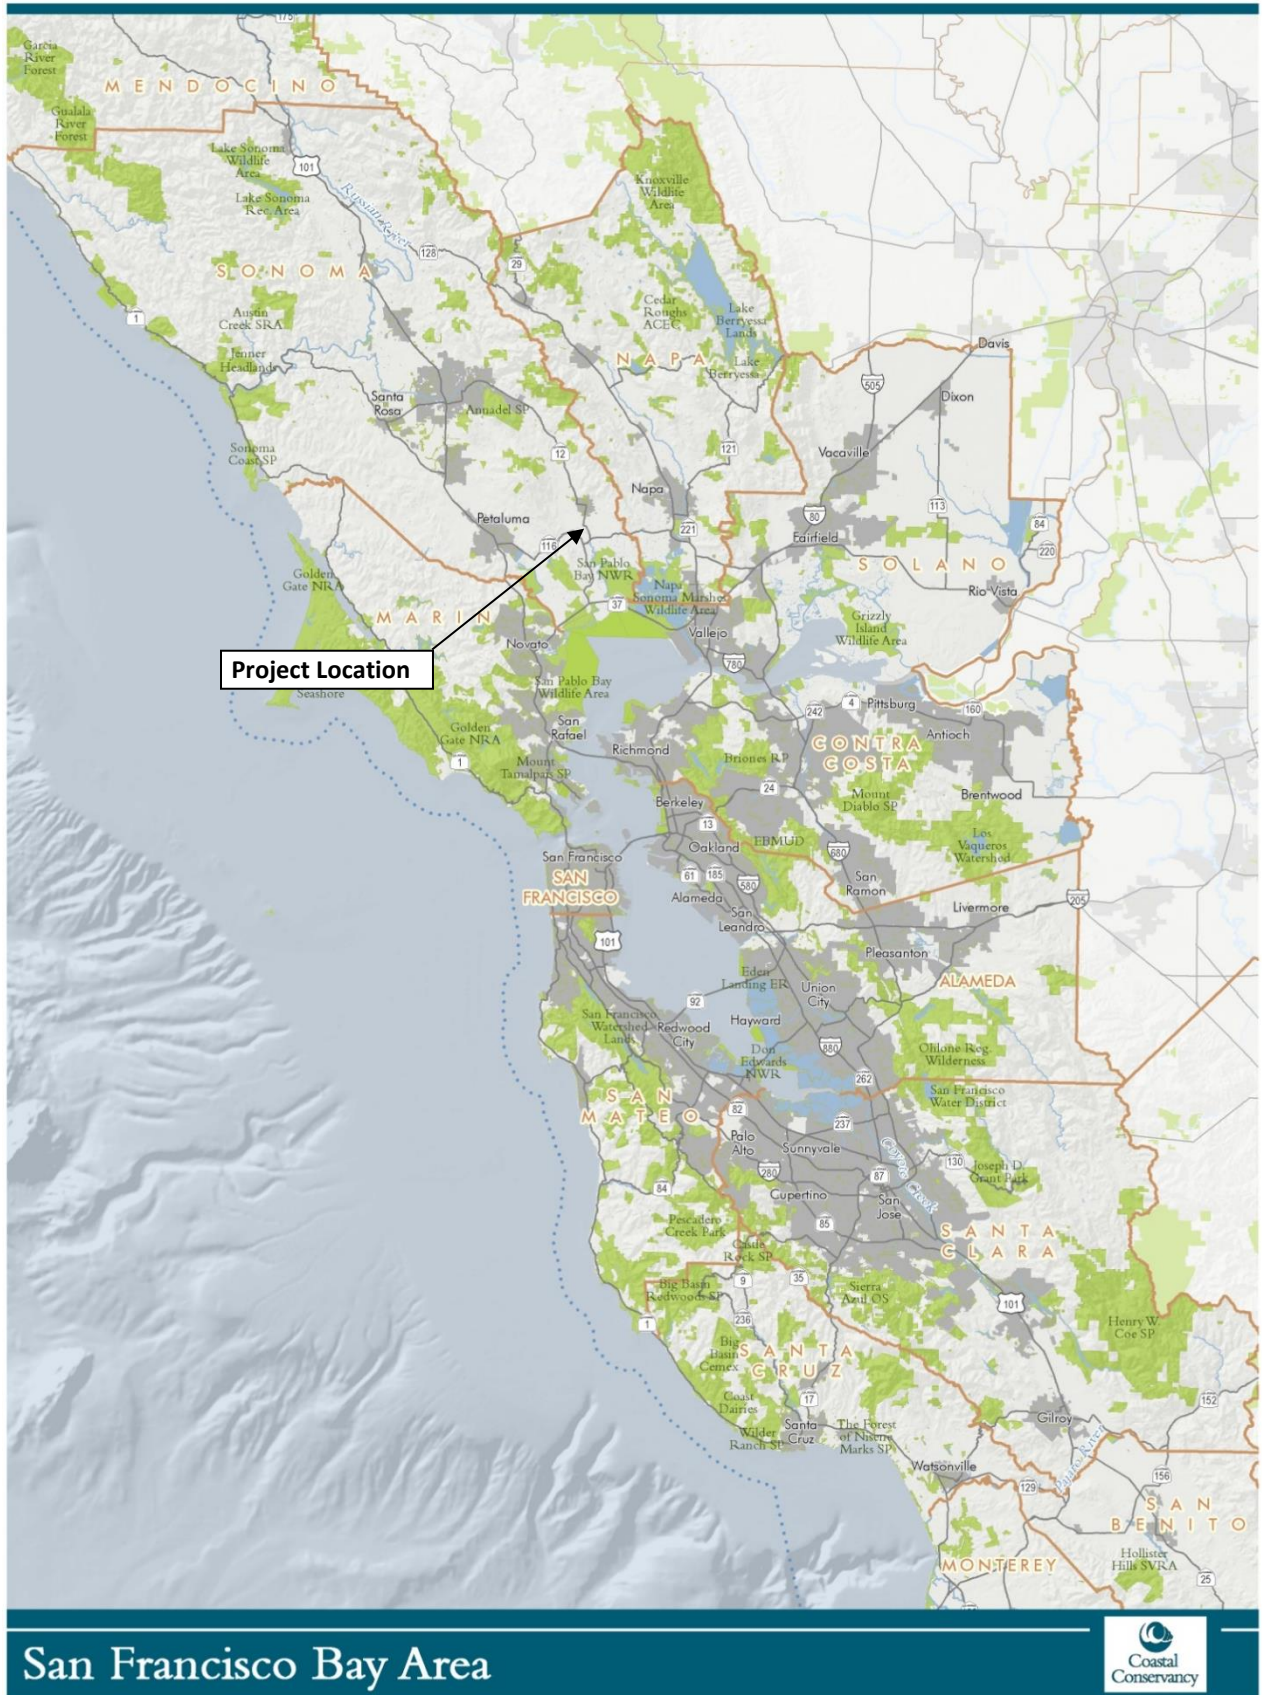 175
Garcia
River
Forest
MENDOCINO
Gualala
River
Forest
Lake Sonoma
Wildlife
Area
101
Lake Sonoma
Rec. Area
Russian River
Knoxville
Wildlife
Area
128
29
SONOMA
1
Austin
Creek SRA
Jenner
Headlands
Cedar
Roughs
ACEC
Lake
Berryessa
Lands
NAPA
Lake
Berryessa
Davis
505
Dixon
Santa
Rosa
Annadel SP
Sonoma
Coast SP
12
121
Vacaville
Napa
113
80
Petaluma
221
84
116
Fairfield
220
San Pablo
Bay NWR
SOLANO
Golden
Gate NRA
Napa
Sonoma Marshes
Wildlife Area
Rio Vista
37
MARIN
Grizzly
Island
Wildlife Area
Novato
Vallejo
Project Location
780
Seashore
San Pablo Bay
Wildlife Area
4
Pittsburg
242
160
San
Rafael
Golden
Gate NRA
Antioch
Richmond
CONTRA
COSTA
Briones RP
1
Mount
Tamalpais SP
24
Mount
Diablo SP
Brentwood
Berkeley
13
Los
Vaqueros
Watershed
Oakland
EBMUD
San Francisco
680
61
185
580
San
Ramon
SAN
FRANCISCO
Alameda
205
Livermore
San
Leandro
101
Pleasanton
Eden
Landing ER
ALAMEDA
Union
City
92
San Francisco
Watershed
Lands
Redwood
City
Hayward
880
Don
Edwards
NWR
Ohlone Reg.
Wilderness
262
San Francisco
Water District
SAN
MATEO
82
237
Palo
Alto
Sunnyvale
Coyote Creek
130
Joseph D.
Grant Park
280
87
84
Cupertino
San
Jose
Pescadero
Creek Park
85
SANTA
CLARA
Castle
Rock SP
9
35
Big Basin
Redwoods SP
Sierra
Azul OS
101
236
1
Henry W.
Coe SP
Big
Basin
Cemex
SANTA
CRUZ
Coast
Dairies
17
152
Gilroy
Wilder
Ranch SP
Santa
Cruz
The Forest
of Nisene
Marks SP
Pajaro River
Watsonville
156
129
SAN
BENITO
MONTEREY
Hollister
Hills SVRA
25
San Francisco Bay Area
Coastal
Conservancy